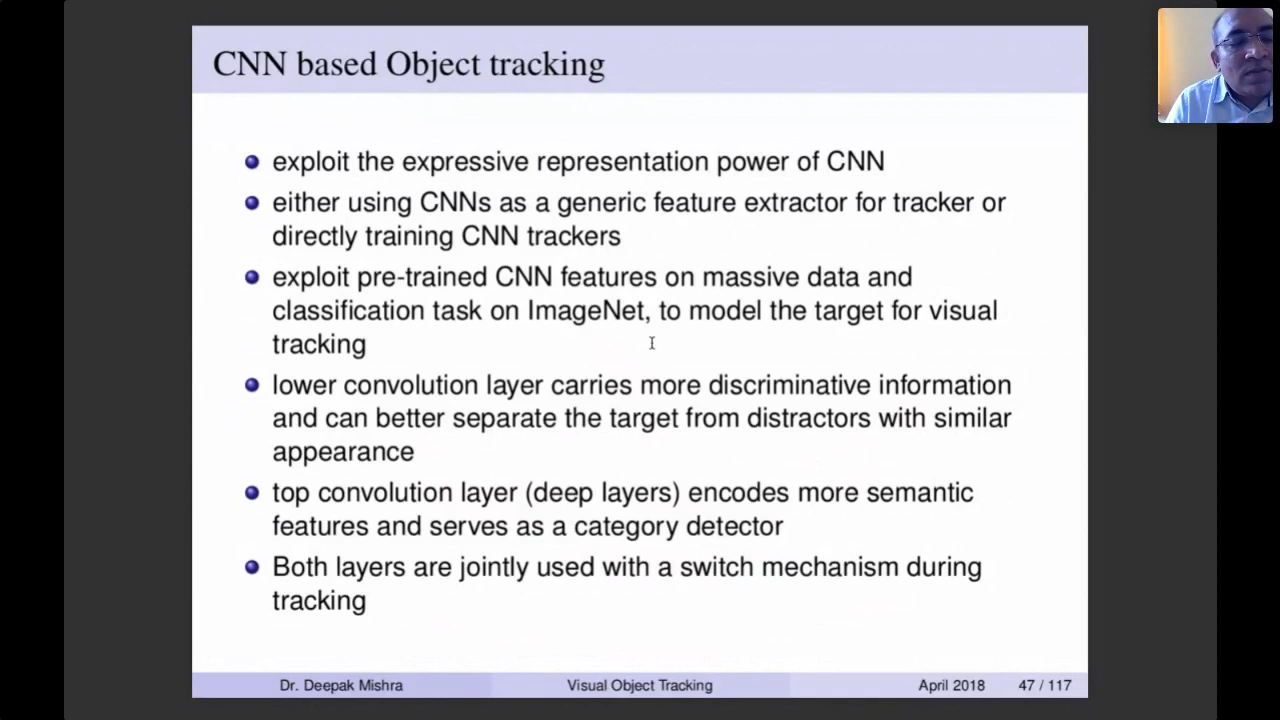 CNN based Object tracking
exploit the expressive representation power of CNN
either using CNNs as a generic feature extractor for tracker or
directly training CNN trackers
exploit pre-trained CNN features on massive data and
classification task on ImageNet, to model the target for visual
tracking
lower convolution layer carries more discriminative information
and can better separate the target from distractors with similar
appearance
top convolution layer (deep layers) encodes more semantic
features and serves as a category detector
Both layers are jointly used with a switch mechanism during
tracking
Dr. Deepak Mishra Visual Object Tracking April 2018 47 / 117